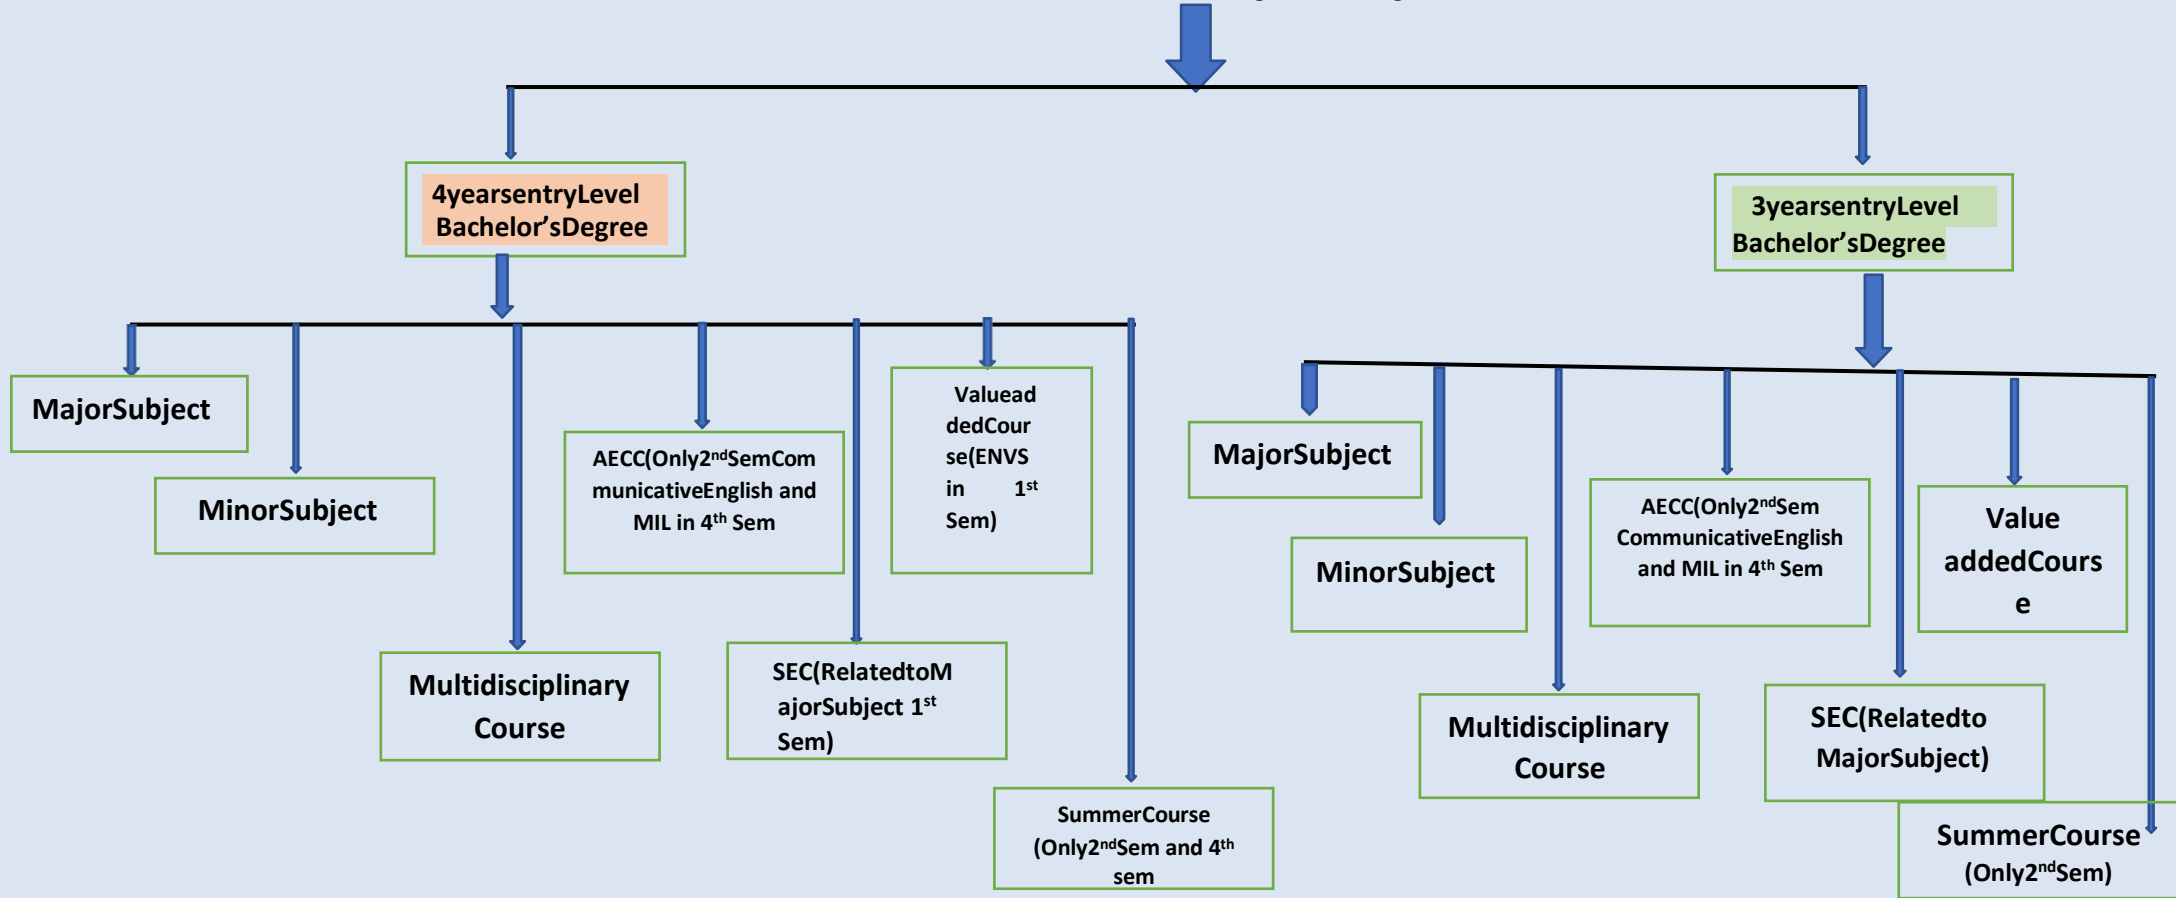 4yearsentryLevel
Bachelor’sDegree
3yearsentryLevel
Bachelor’sDegree
MajorSubject
MinorSubject
Multidisciplinary
Course
AECC(Only2ndSemCom
municativeEnglish and
MIL in 4th Sem
SEC(RelatedtoM
ajorSubject 1st
Sem)
Valuead
dedCour
se(ENVS
in 1st
Sem)
SummerCourse
(Only2ndSem and 4th
sem
MajorSubject
MinorSubject
Multidisciplinary
Course
AECC(Only2ndSem
CommunicativeEnglish
and MIL in 4th Sem
SEC(Relatedto
MajorSubject)
Value
addedCours
e
SummerCourse
(Only2ndSem)